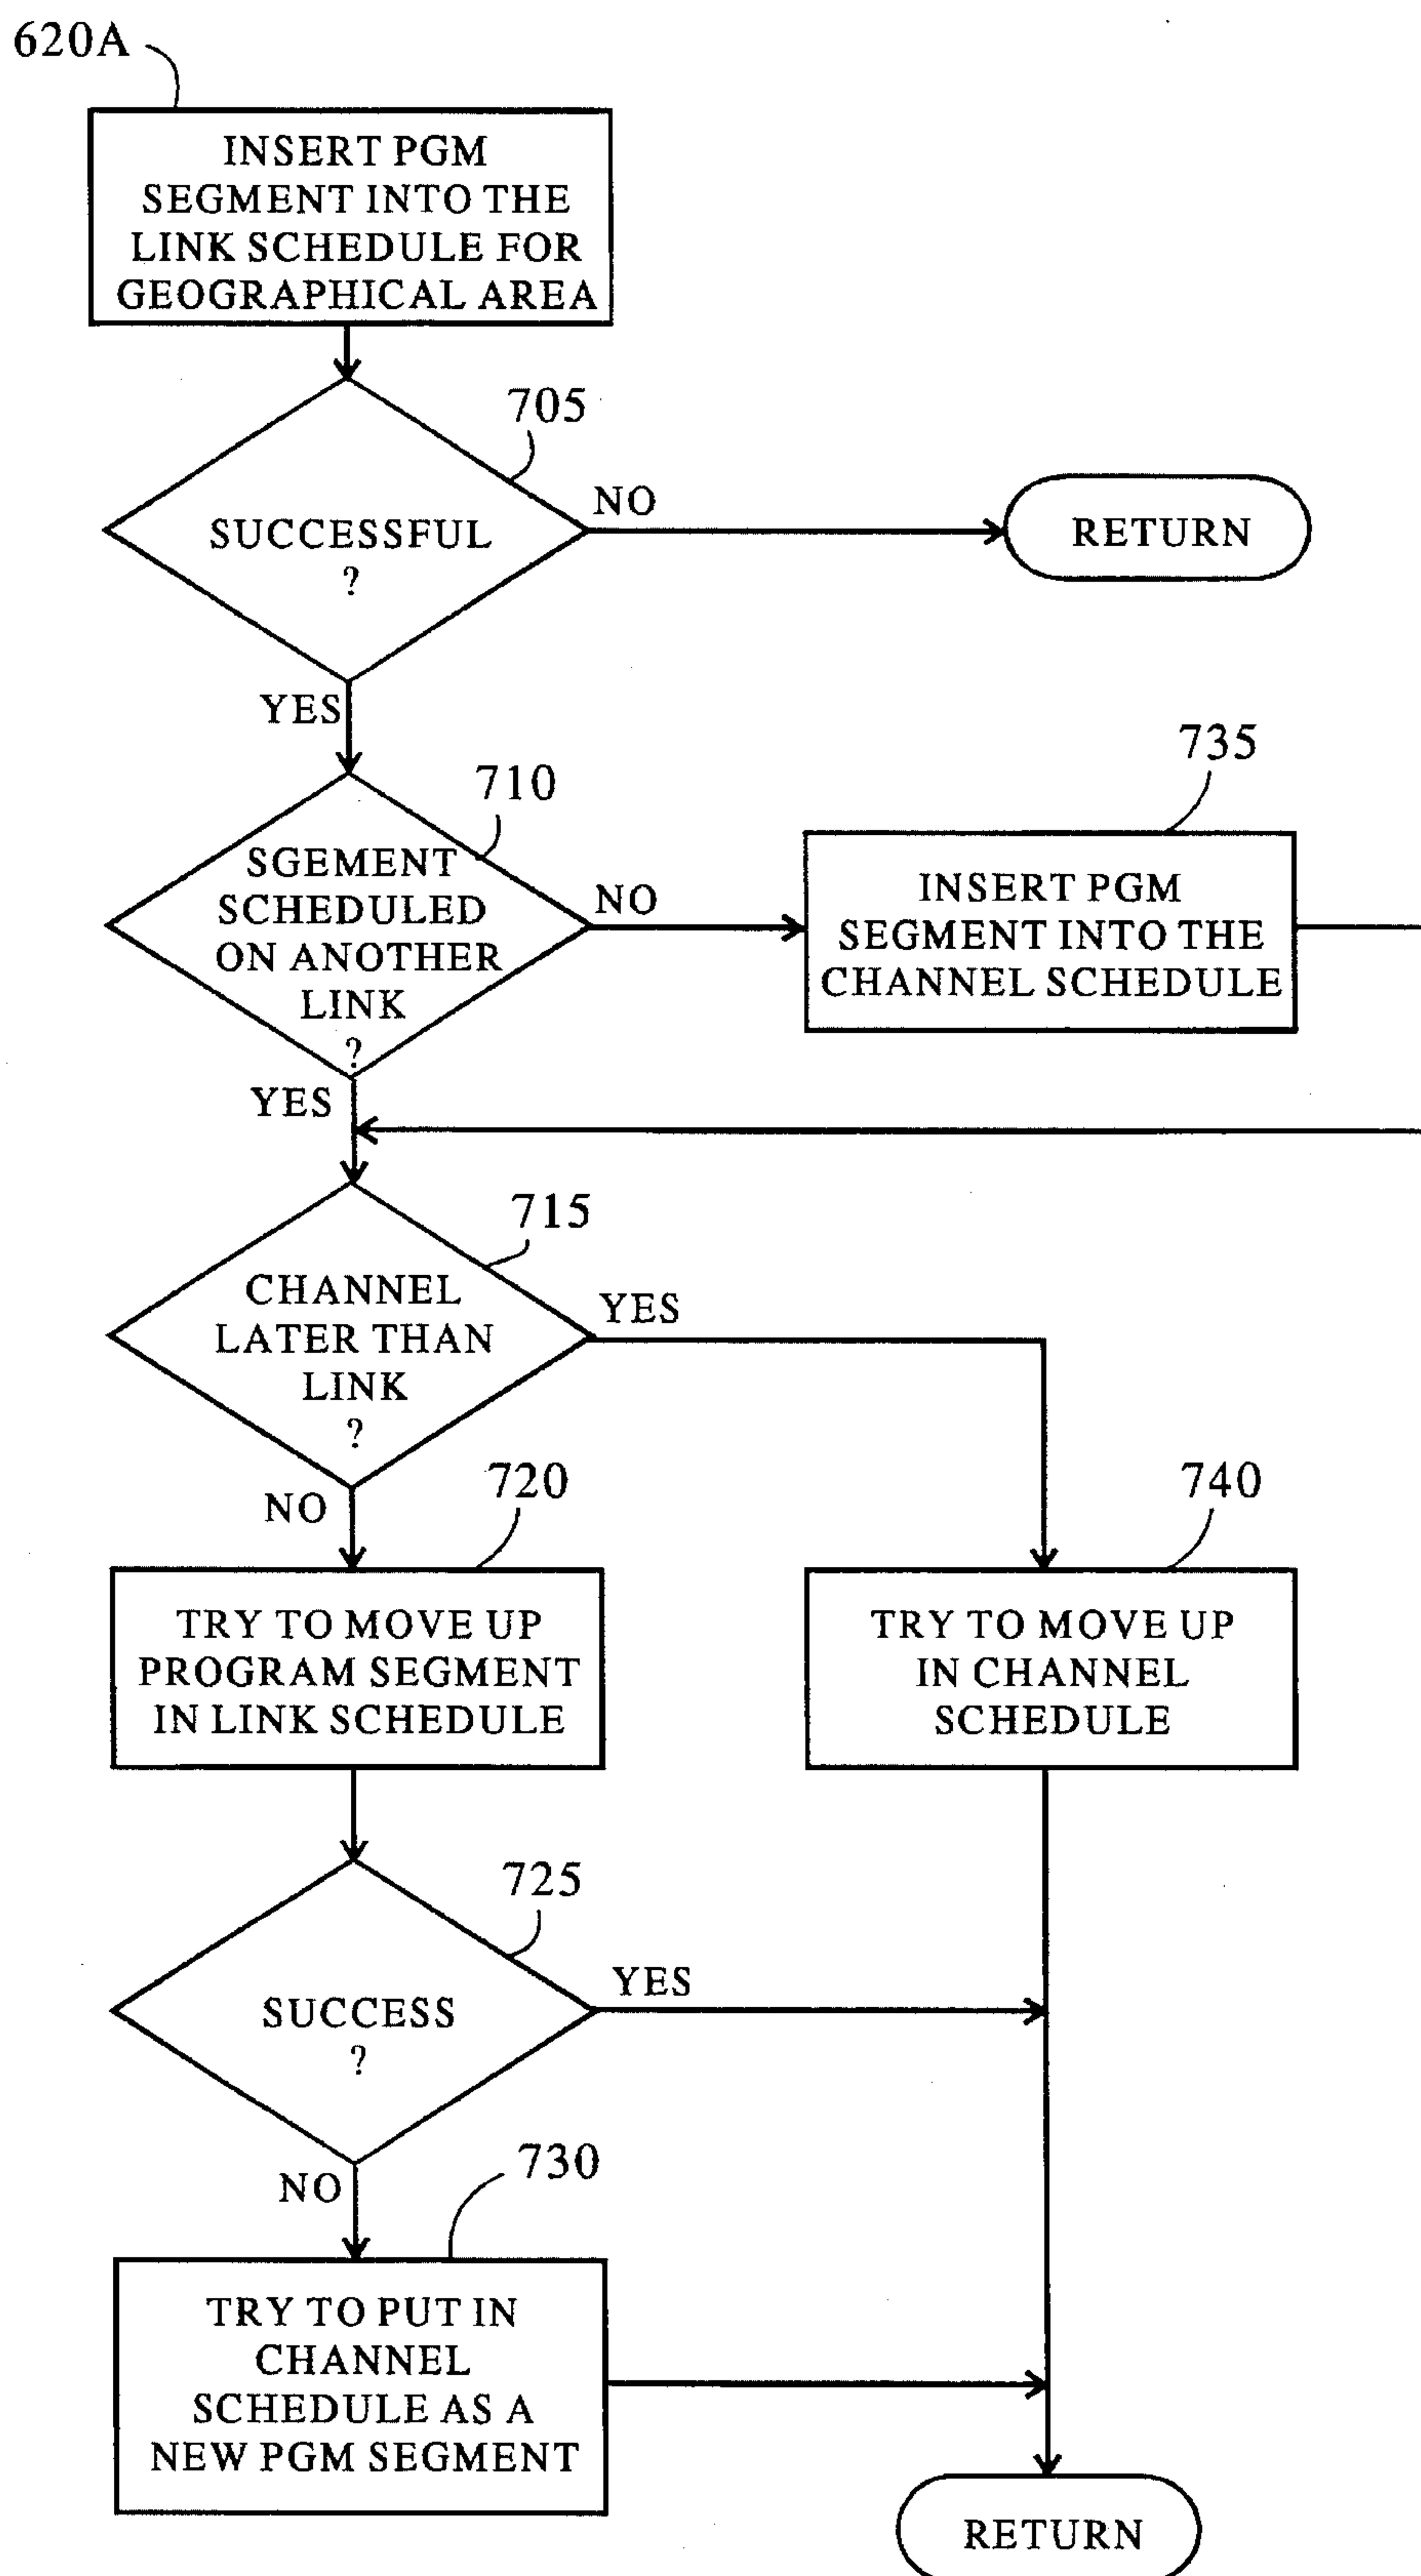 620A
INSERT PGM
SEGMENT INTO THE
LINK SCHEDULE FOR
GEOGRAPHICAL AREA
705
SUCCESSFUL
?
NO
RETURN
YES
710
SGEMENT
SCHEDULED
ON ANOTHER
LINK
?
NO
735
INSERT PGM
SEGMENT INTO THE
CHANNEL SCHEDULE
YES
715
CHANNEL
LATER THAN
LINK
?
YES
NO
720
TRY TO MOVE UP
PROGRAM SEGMENT
IN LINK SCHEDULE
740
TRY TO MOVE UP
IN CHANNEL
SCHEDULE
725
SUCCESS
?
YES
NO
730
TRY TO PUT IN
CHANNEL
SCHEDULE AS A
NEW PGM SEGMENT
RETURN